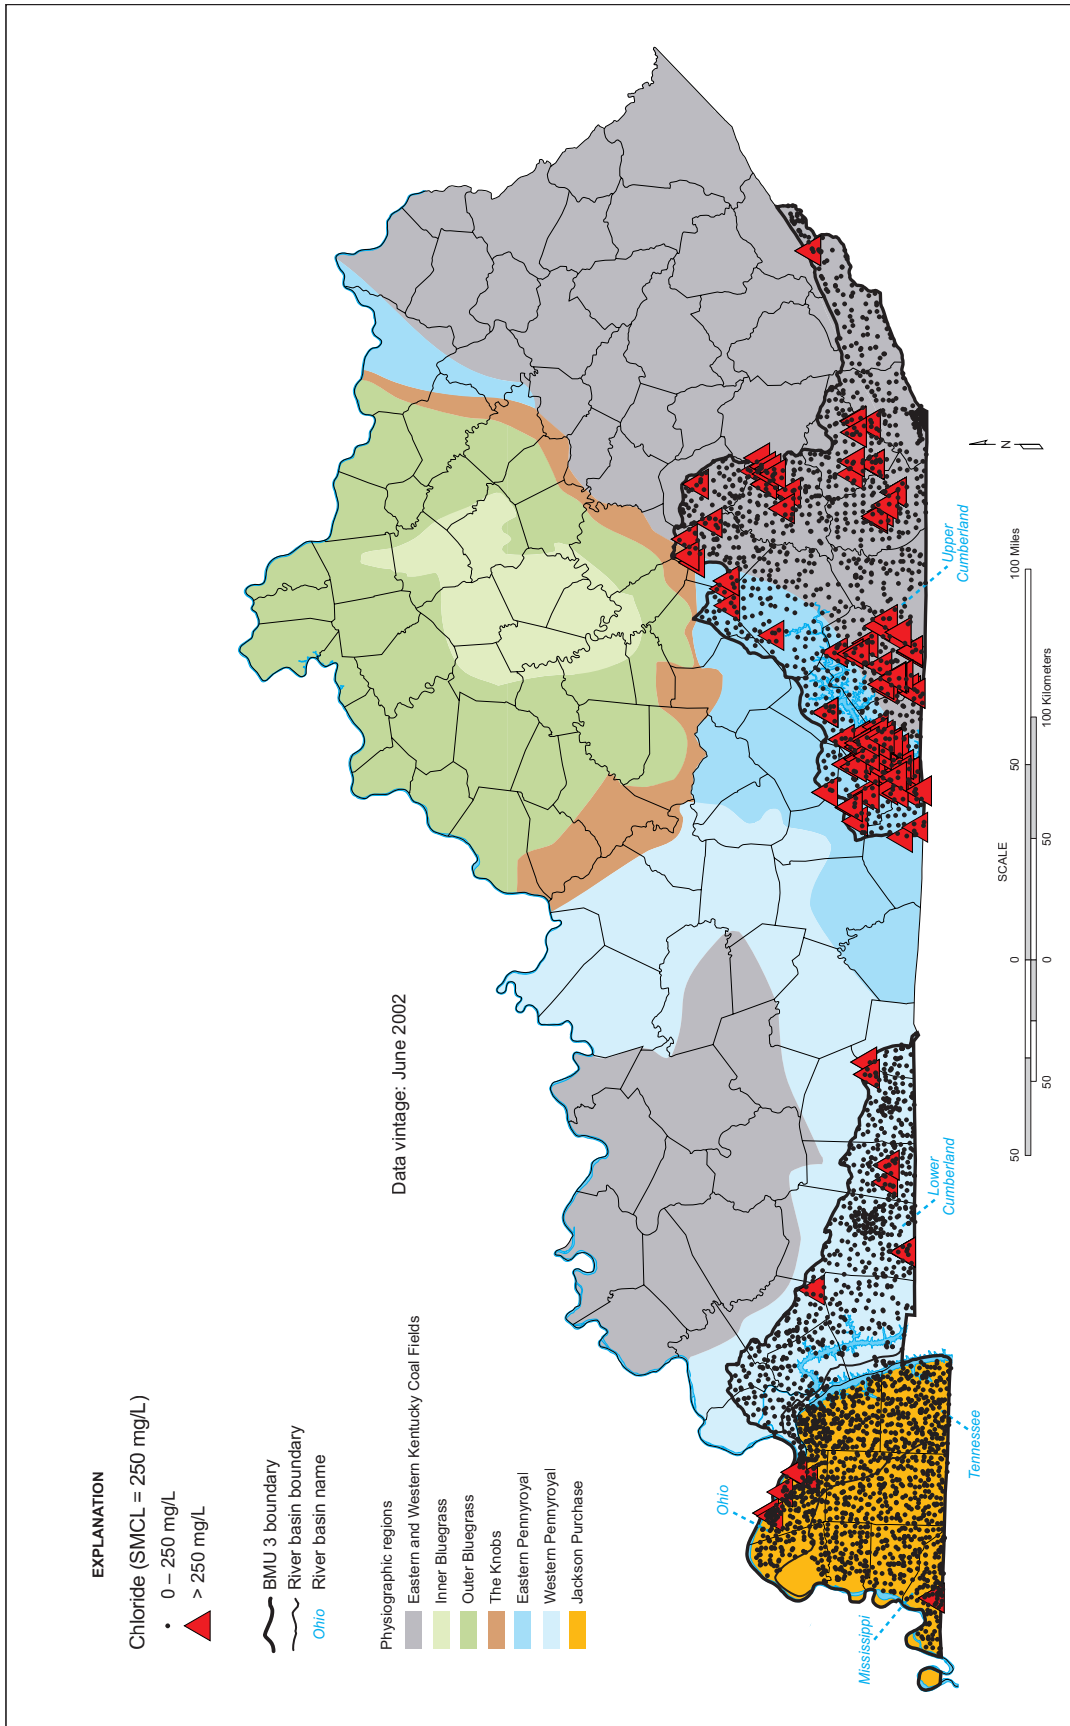 EXPLANATION
Chloride (SMCL = 250 mg/L)
0 – 250 mg/L
> 250 mg/L
BMU 3 boundary
River basin boundary
Ohio River basin name
Physiographic regions
Eastern and Western Kentucky Coal Fields
Inner Bluegrass
Outer Bluegrass
The Knobs
Eastern Pennyroyal
Western Pennyroyal
Jackson Purchase
Data vintage: June 2002
Ohio
Mississippi
Tennessee
Lower
Cumberland
Upper
Cumberland
N
SCALE
50 0 50 100 Miles
50 0 50 100 Kilometers